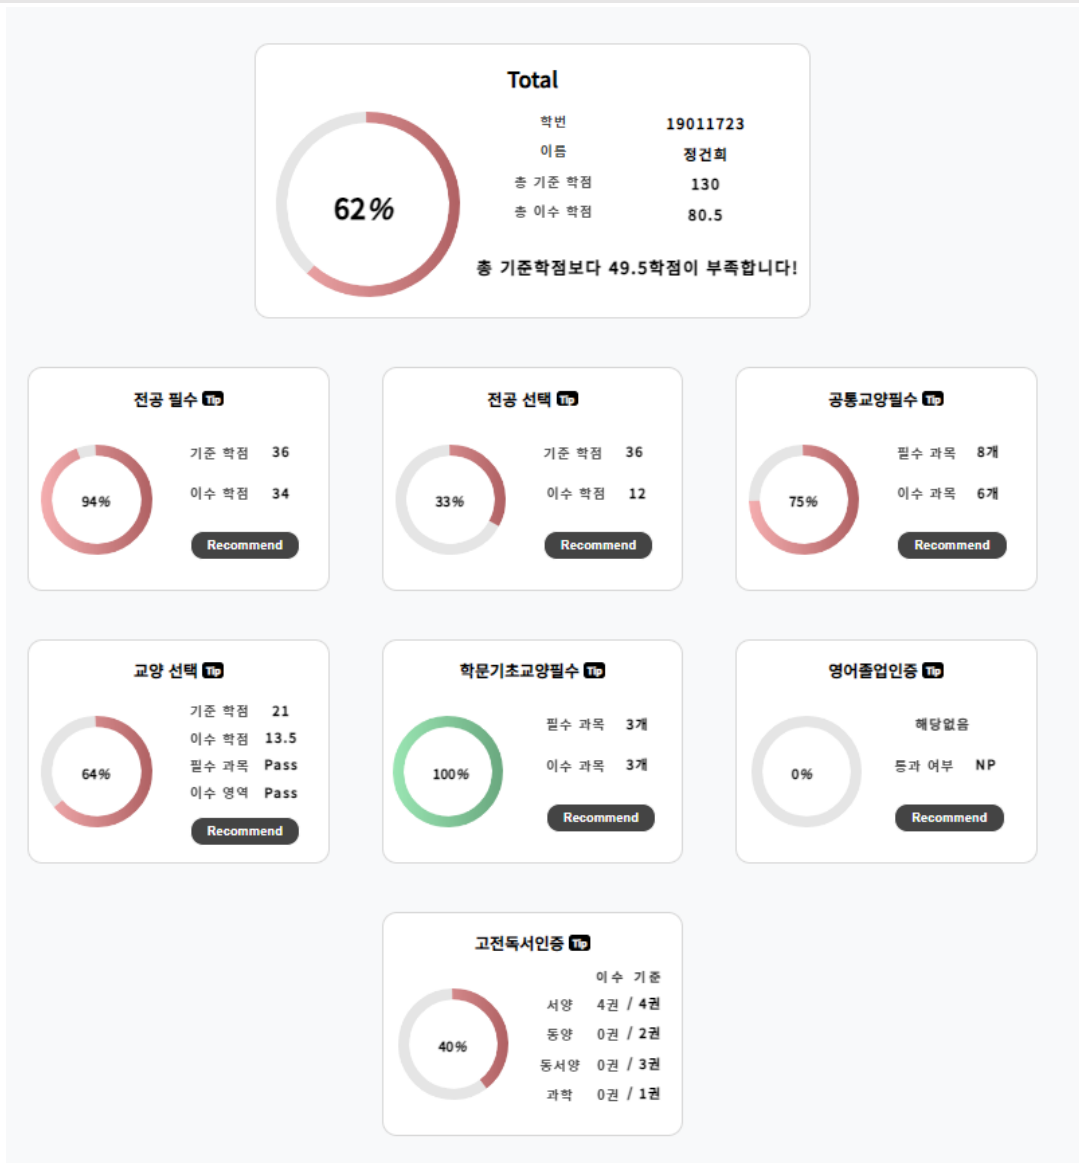 Total
62%
학번 19011723
이름 정건희
총 기준 학점 130
총 이수 학점 80.5
총 기준학점보다 49.5학점이 부족합니다!
전공 필수 Tip
94%
기준 학점 36
이수 학점 34
Recommend
전공 선택 Tip
33%
기준 학점 36
이수 학점 12
Recommend
공통교양필수 Tip
75%
필수 과목 8개
이수 과목 6개
Recommend
교양 선택 Tip
64%
기준 학점 21
이수 학점 13.5
필수 과목 Pass
이수 영역 Pass
Recommend
학문기초교양필수 Tip
100%
필수 과목 3개
이수 과목 3개
Recommend
영어졸업인증 Tip
0%
해당없음
통과 여부 NP
Recommend
고전독서인증 Tip
40%
이수 기준
서양 4권 / 4권
동양 0권 / 2권
동서양 0권 / 3권
과학 0권 / 1권